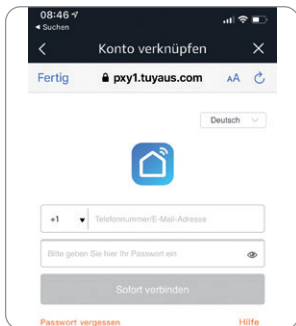 08:46
◂ Suchen
Konto verknüpfen
Fertig pxy1.tuyaus.com AA
Deutsch
+1 Telefonnummer/E-Mail-Adresse
Bitte geben Sie hier Ihr Passwort ein
Sofort verbinden
Passwort vergessen Hilfe